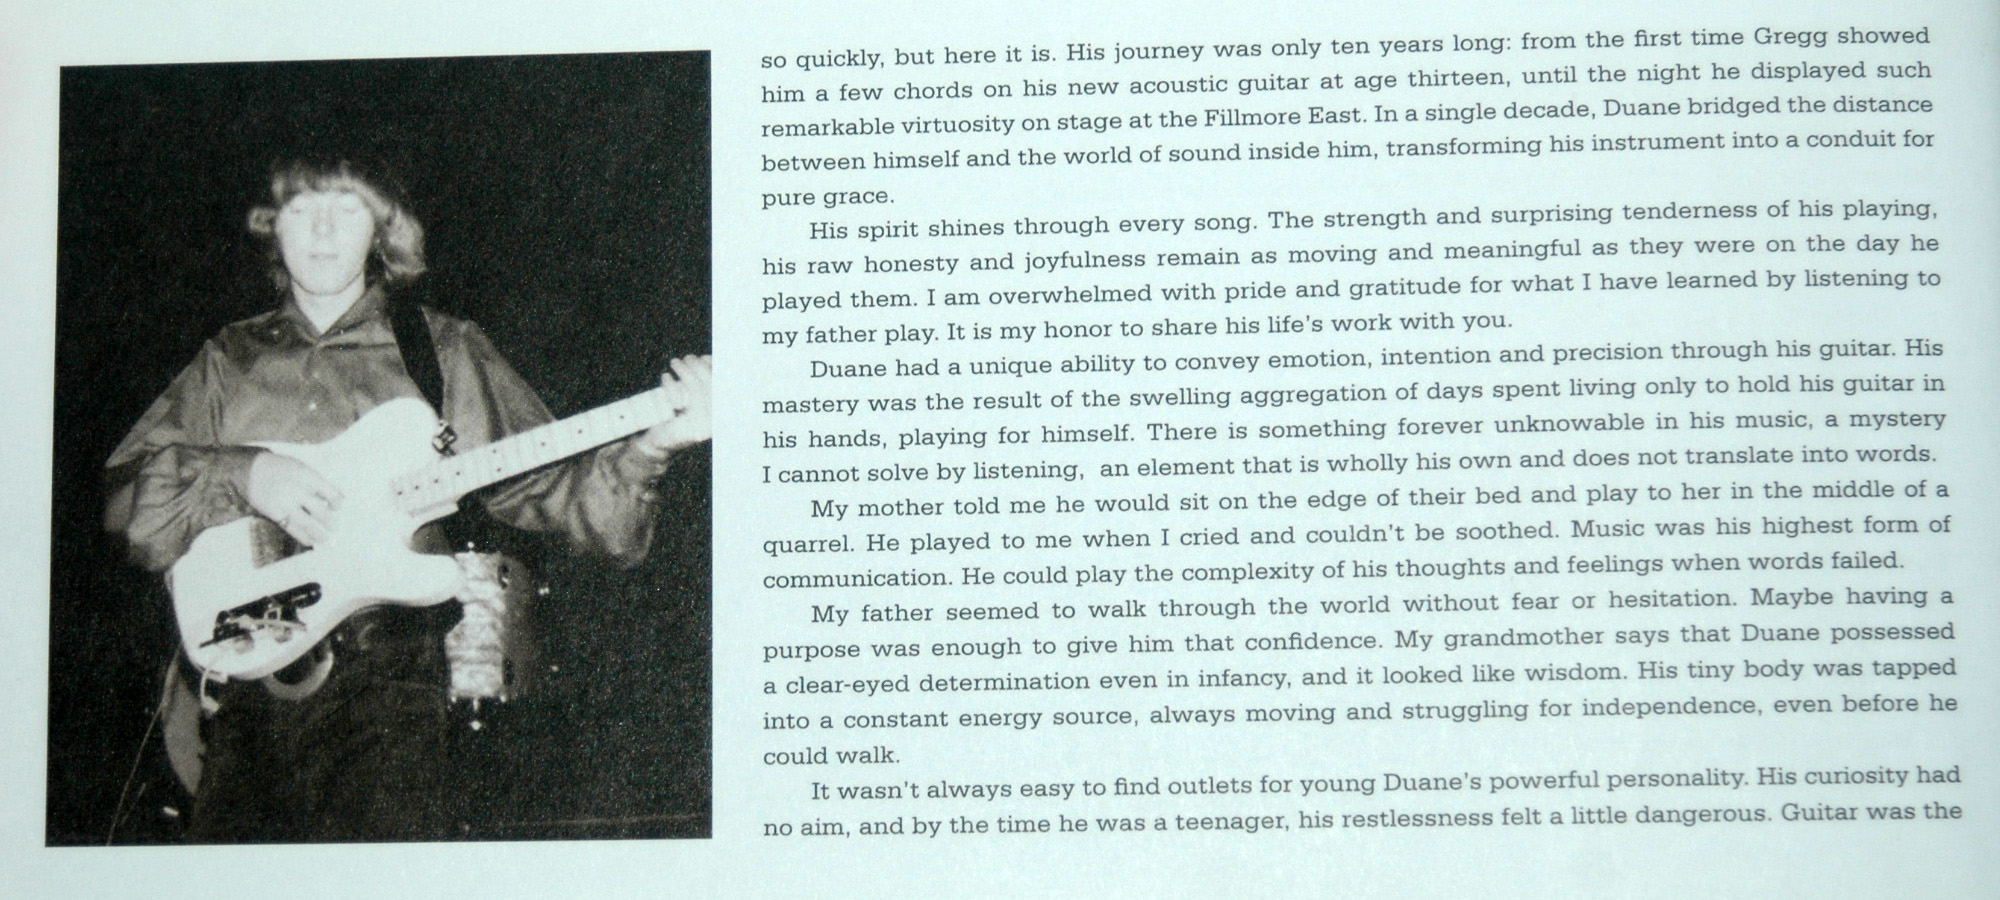 so quickly, but here it is. His journey was only ten years long: from the first time Gregg showed
him a few chords on his new acoustic guitar at age thirteen, until the night he displayed such
remarkable virtuosity on stage at the Fillmore East. In a single decade, Duane bridged the distance
between himself and the world of sound inside him, transforming his instrument into a conduit for
pure grace.
His spirit shines through every song. The strength and surprising tenderness of his playing,
his raw honesty and joyfulness remain as moving and meaningful as they were on the day he
played them. I am overwhelmed with pride and gratitude for what I have learned by listening to
my father play. It is my honor to share his life's work with you.
Duane had a unique ability to convey emotion, intention and precision through his guitar. His
mastery was the result of the swelling aggregation of days spent living only to hold his guitar in
his hands, playing for himself. There is something forever unknowable in his music, a mystery
I cannot solve by listening, an element that is wholly his own and does not translate into words.
My mother told me he would sit on the edge of their bed and play to her in the middle of a
quarrel. He played to me when I cried and couldn't be soothed. Music was his highest form of
communication. He could play the complexity of his thoughts and feelings when words failed.
My father seemed to walk through the world without fear or hesitation. Maybe having a
purpose was enough to give him that confidence. My grandmother says that Duane possessed
a clear-eyed determination even in infancy, and it looked like wisdom. His tiny body was tapped
into a constant energy source, always moving and struggling for independence, even before he
could walk.
It wasn't always easy to find outlets for young Duane's powerful personality. His curiosity had
no aim, and by the time he was a teenager, his restlessness felt a little dangerous. Guitar was the